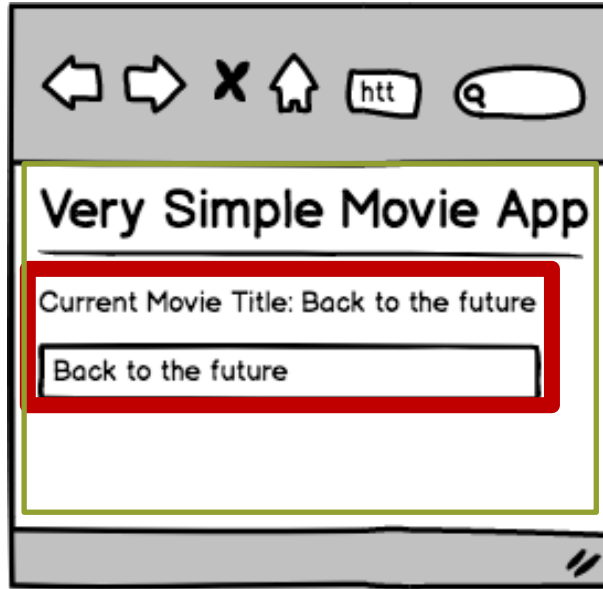 htt
Very Simple Movie App
Current Movie Title: Back to the future
Back to the future